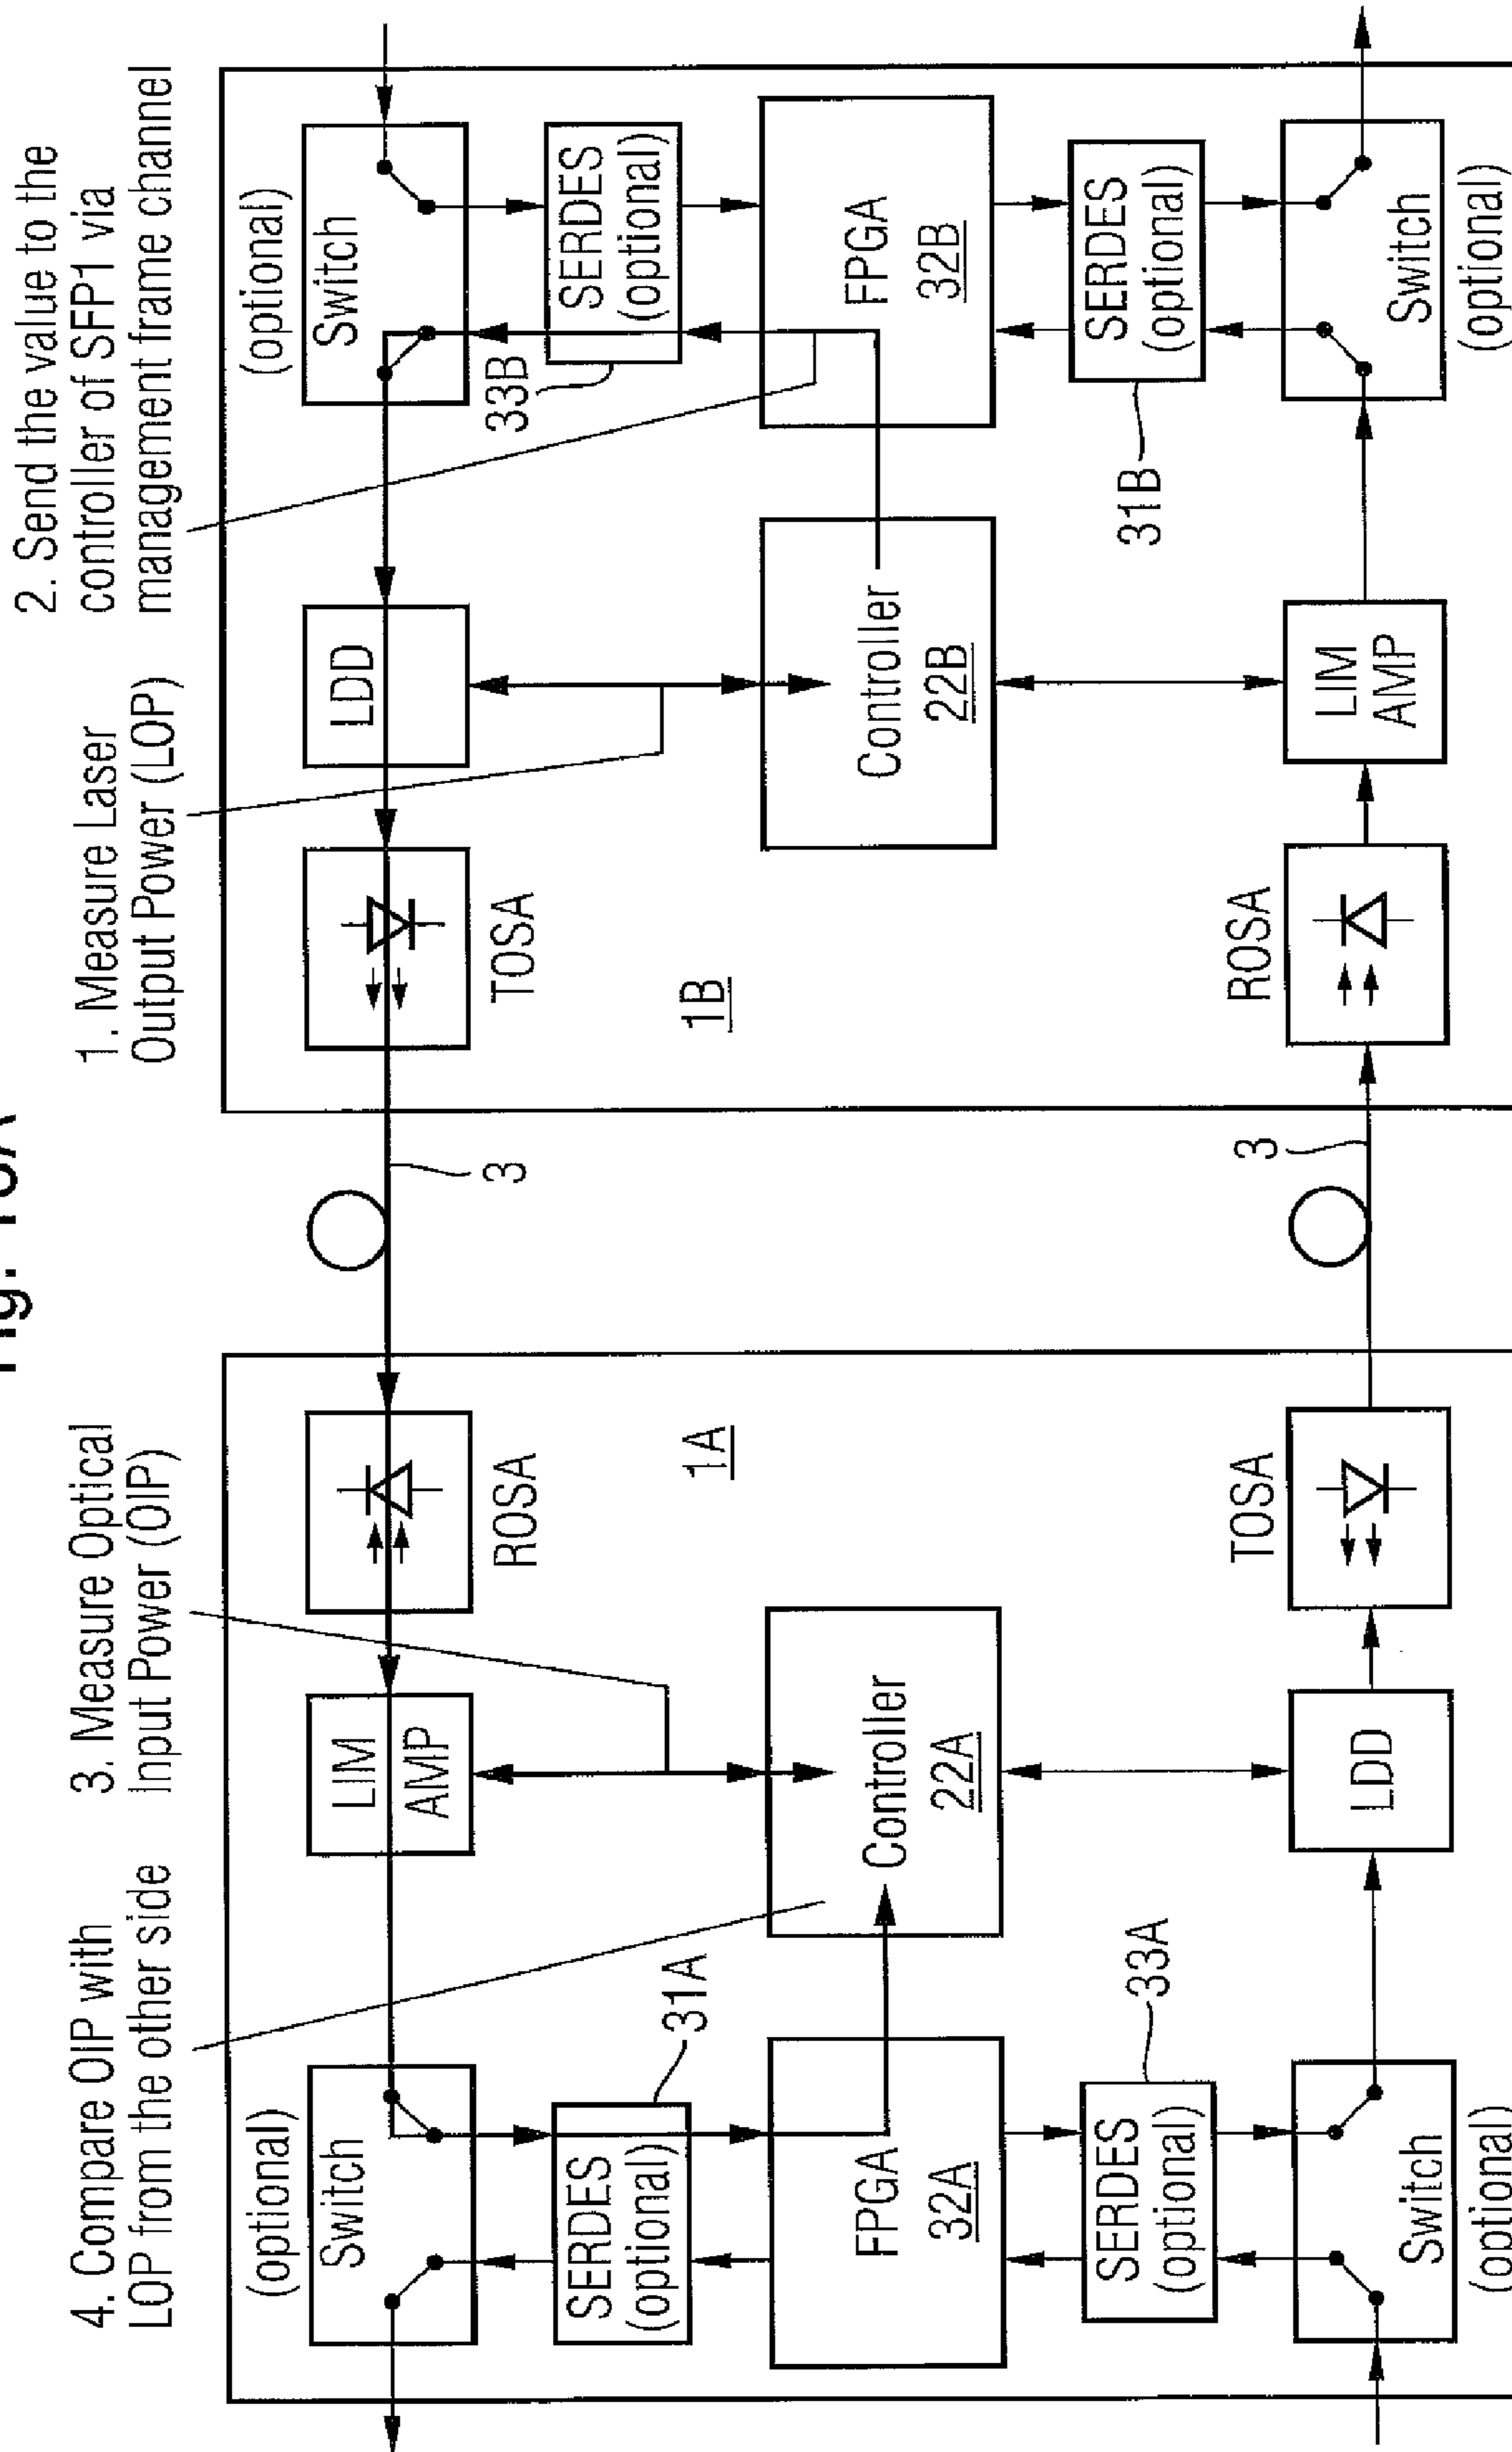 Fig.
4. Compare OIP with
LOP from the other side
3. Measure Optical
Input Power (OIP)
1. Measure Laser
Output Power (LOP)
2. Send the value to the
controller of SFP1 via
management frame channel
(optional)
Switch
LIM
AMP
ROSA
3
TOSA
LDD
(optional)
Switch
SERDES
(optional)
31A
33B
SERDES
(optional)
FPGA
32A
Controller
22A
1A
1B
Controller
22B
FPGA
32B
SERDES
(optional)
33A
31B
SERDES
(optional)
Switch
(optional)
LDD
TOSA
3
ROSA
LIM
AMP
Switch
(optional)